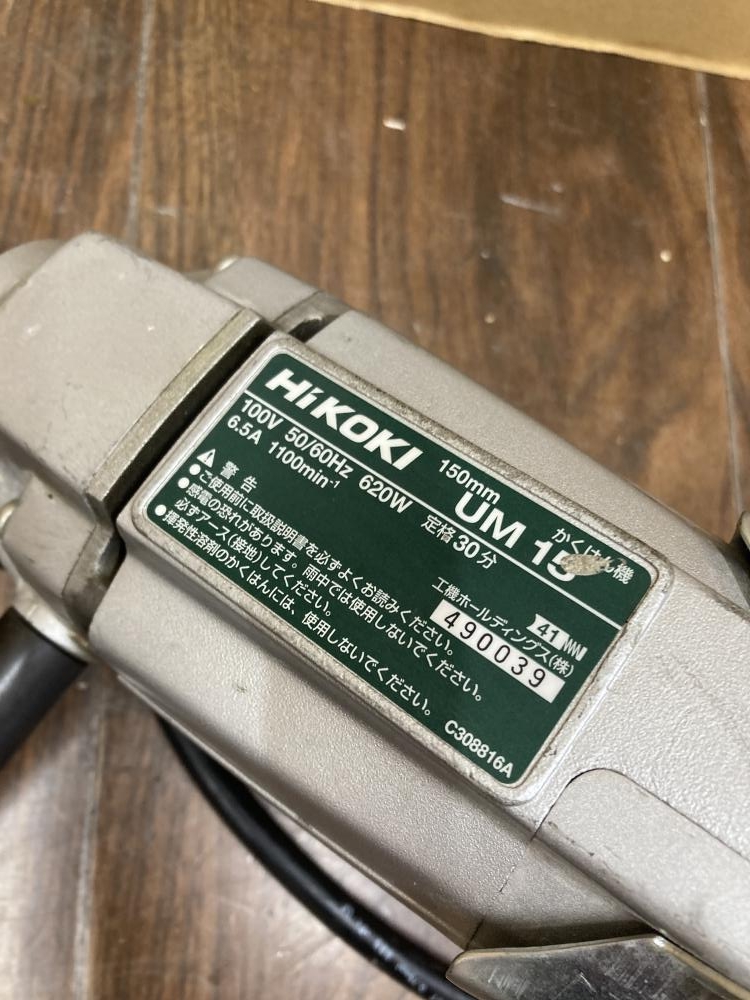 HiKOKI
150mm
かくはん機
UM 15
100V 50/60Hz 620W 定格30分
6.5A 1100min⁻¹
警告
●ご使用前に取扱説明書を必ずよくお読みください。
●感電の恐れがあります。雨中では使用しないでください。
必ずアース(接地)してください。
●揮発性溶剤のかくはんには、使用しないでください。
工機ホールディングス(株)
41
490039
C308816A